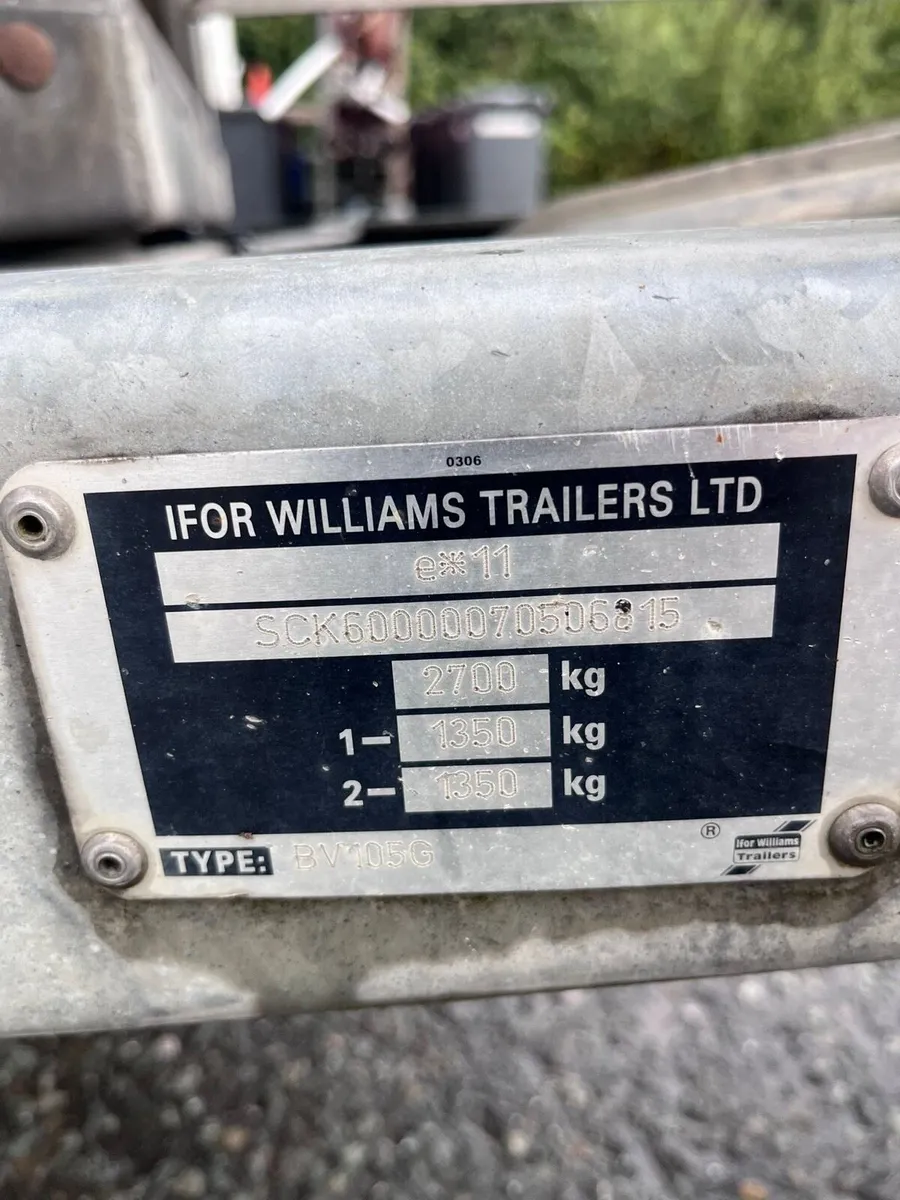 0306
IFOR WILLIAMS TRAILERS LTD
e*11
SCK60000070506815
2700 kg
1- 1350 kg
2- 1350 kg
®
TYPE: BV105G
Ifor Williams
Trailers